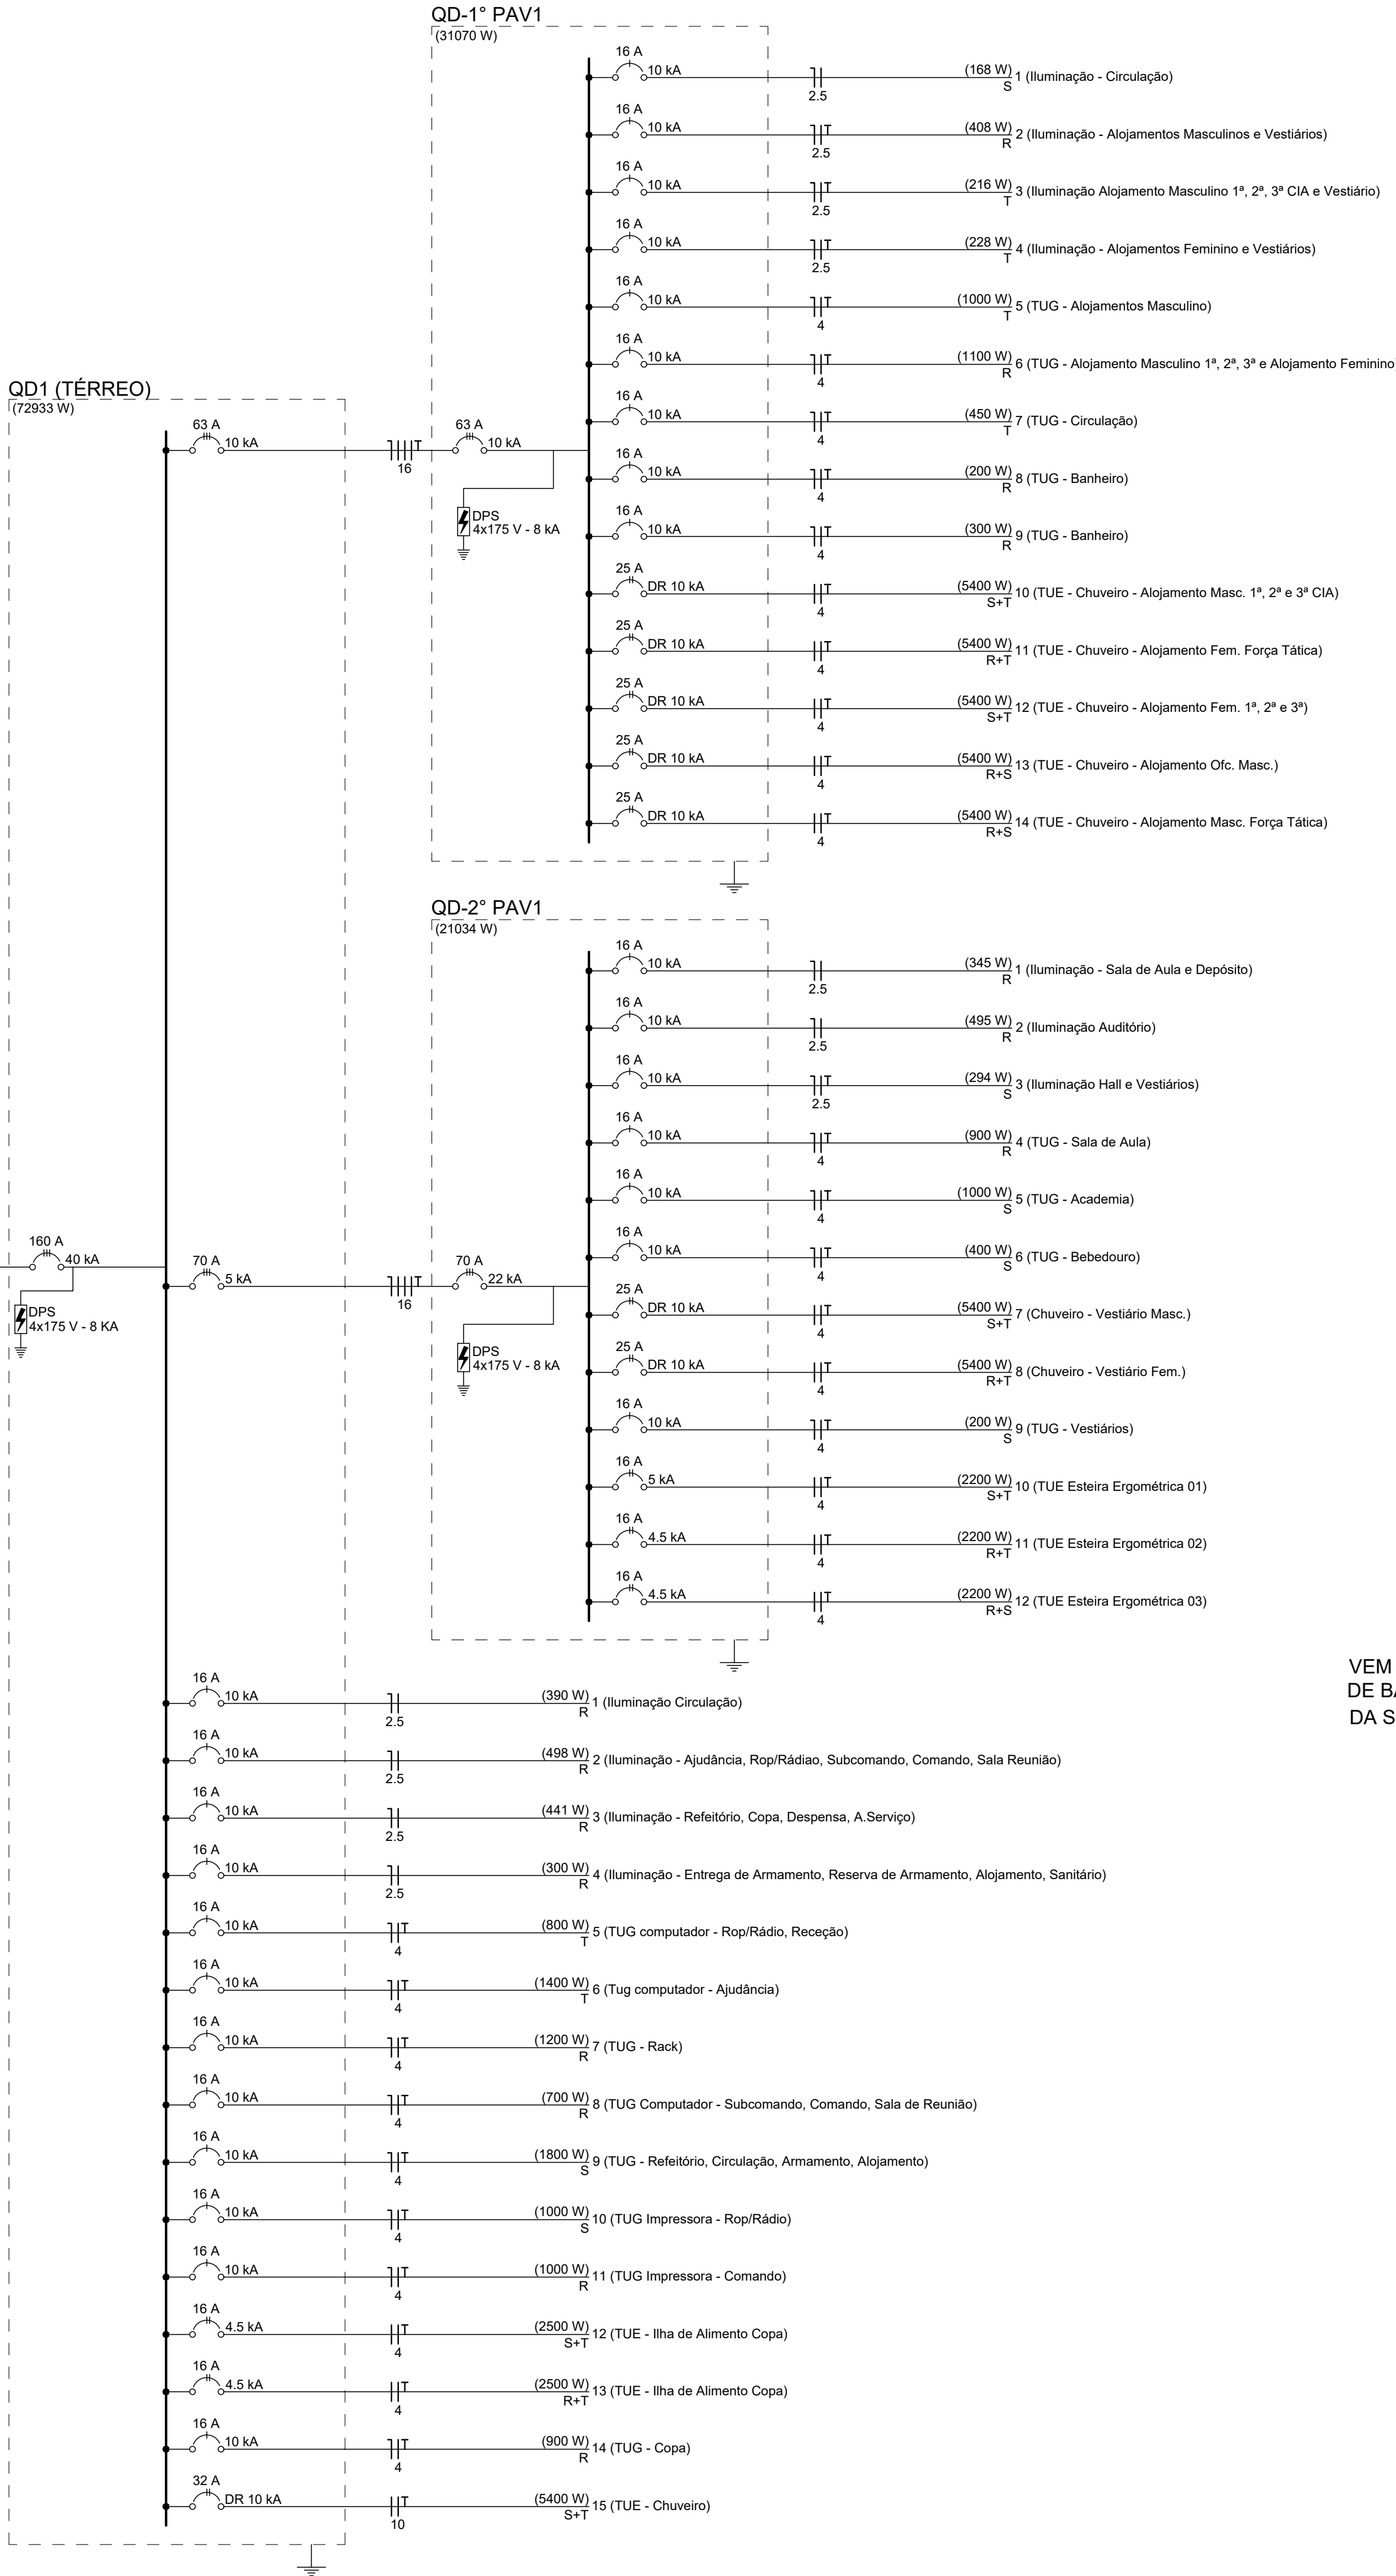 QD-1° PAV1
(31070 W)
16 A
10 kA
2.5
(168 W)
S
1 (Iluminação - Circulação)
16 A
10 kA
T
2.5
(408 W)
R
2 (Iluminação - Alojamentos Masculinos e Vestiários)
16 A
10 kA
T
2.5
(216 W)
T
3 (Iluminação Alojamento Masculino 1ª, 2ª, 3ª CIA e Vestiário)
16 A
10 kA
T
2.5
(228 W)
T
4 (Iluminação - Alojamentos Feminino e Vestiários)
16 A
10 kA
T
4
(1000 W)
T
5 (TUG - Alojamentos Masculino)
16 A
10 kA
T
4
(1100 W)
R
6 (TUG - Alojamento Masculino 1ª, 2ª, 3ª e Alojamento Feminino
16 A
10 kA
T
4
(450 W)
T
7 (TUG - Circulação)
16 A
10 kA
T
4
(200 W)
R
8 (TUG - Banheiro)
16 A
10 kA
T
4
(300 W)
R
9 (TUG - Banheiro)
25 A
DR 10 kA
T
4
(5400 W)
S+T
10 (TUE - Chuveiro - Alojamento Masc. 1ª, 2ª e 3ª CIA)
25 A
DR 10 kA
T
4
(5400 W)
R+T
11 (TUE - Chuveiro - Alojamento Fem. Força Tática)
25 A
DR 10 kA
T
4
(5400 W)
S+T
12 (TUE - Chuveiro - Alojamento Fem. 1ª, 2ª e 3ª)
25 A
DR 10 kA
T
4
(5400 W)
R+S
13 (TUE - Chuveiro - Alojamento Ofc. Masc.)
25 A
DR 10 kA
T
4
(5400 W)
R+S
14 (TUE - Chuveiro - Alojamento Masc. Força Tática)
QD1 (TÉRREO)
(72933 W)
63 A
10 kA
T
16
63 A
10 kA
DPS
4x175 V - 8 kA
QD-2° PAV1
(21034 W)
16 A
10 kA
2.5
(345 W)
R
1 (Iluminação - Sala de Aula e Depósito)
16 A
10 kA
2.5
(495 W)
R
2 (Iluminação Auditório)
16 A
10 kA
T
2.5
(294 W)
S
3 (Iluminação Hall e Vestiários)
16 A
10 kA
T
4
(900 W)
R
4 (TUG - Sala de Aula)
16 A
10 kA
T
4
(1000 W)
S
5 (TUG - Academia)
16 A
10 kA
T
4
(400 W)
S
6 (TUG - Bebedouro)
25 A
DR 10 kA
T
4
(5400 W)
S+T
7 (Chuveiro - Vestiário Masc.)
25 A
DR 10 kA
T
4
(5400 W)
R+T
8 (Chuveiro - Vestiário Fem.)
16 A
10 kA
T
4
(200 W)
S
9 (TUG - Vestiários)
16 A
5 kA
T
4
(2200 W)
S+T
10 (TUE Esteira Ergométrica 01)
16 A
4.5 kA
T
4
(2200 W)
R+T
11 (TUE Esteira Ergométrica 02)
16 A
4.5 kA
T
4
(2200 W)
R+S
12 (TUE Esteira Ergométrica 03)
160 A
40 kA
DPS
4x175 V - 8 KA
70 A
5 kA
T
16
70 A
22 kA
DPS
4x175 V - 8 kA
VEM
DE BA
DA S
16 A
10 kA
2.5
(390 W)
R
1 (Iluminação Circulação)
16 A
10 kA
2.5
(498 W)
R
2 (Iluminação - Ajudância, Rop/Rádiao, Subcomando, Comando, Sala Reunião)
16 A
10 kA
2.5
(441 W)
R
3 (Iluminação - Refeitório, Copa, Despensa, A.Serviço)
16 A
10 kA
2.5
(300 W)
R
4 (Iluminação - Entrega de Armamento, Reserva de Armamento, Alojamento, Sanitário)
16 A
10 kA
T
4
(800 W)
T
5 (TUG computador - Rop/Rádio, Receção)
16 A
10 kA
T
4
(1400 W)
T
6 (Tug computador - Ajudância)
16 A
10 kA
T
4
(1200 W)
R
7 (TUG - Rack)
16 A
10 kA
T
4
(700 W)
R
8 (TUG Computador - Subcomando, Comando, Sala de Reunião)
16 A
10 kA
T
4
(1800 W)
S
9 (TUG - Refeitório, Circulação, Armamento, Alojamento)
16 A
10 kA
T
4
(1000 W)
S
10 (TUG Impressora - Rop/Rádio)
16 A
10 kA
T
4
(1000 W)
R
11 (TUG Impressora - Comando)
16 A
4.5 kA
T
4
(2500 W)
S+T
12 (TUE - Ilha de Alimento Copa)
16 A
4.5 kA
T
4
(2500 W)
R+T
13 (TUE - Ilha de Alimento Copa)
16 A
10 kA
T
4
(900 W)
R
14 (TUG - Copa)
32 A
DR 10 kA
T
10
(5400 W)
S+T
15 (TUE - Chuveiro)